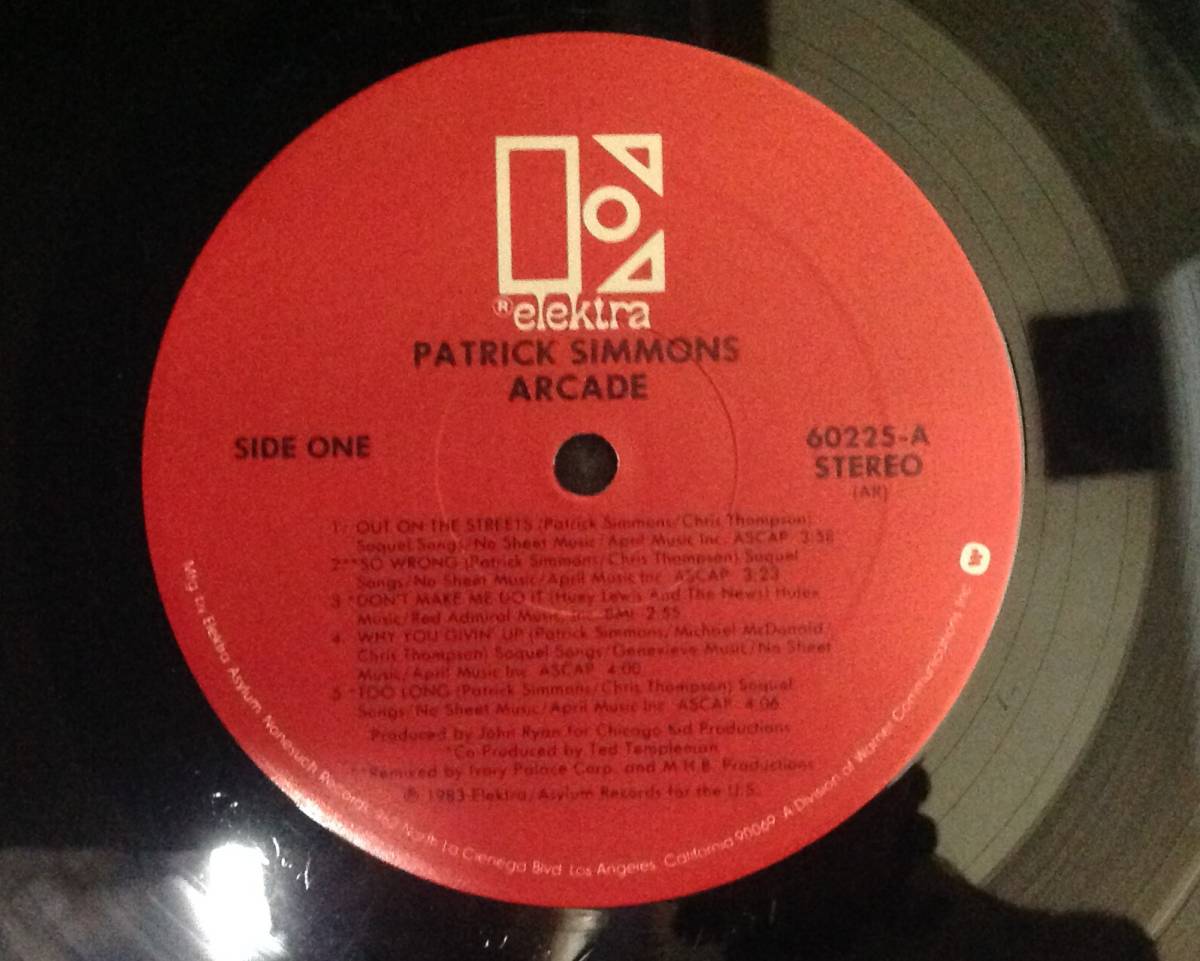 ® elektra
PATRICK SIMMONS
ARCADE
SIDE ONE
60225-A
STEREO
(AR)
1. OUT ON THE STREETS (Patrick Simmons/Chris Thompson)
Soquel Songs/No Sheet Music/April Music Inc. ASCAP 3:58
2.**SO WRONG (Patrick Simmons/Chris Thompson) Soquel
Songs/No Sheet Music/April Music Inc. ASCAP 3:23
3.*DON'T MAKE ME DO IT (Huey Lewis And The News) Hulex
Music/Red Admiral Music, Inc. BMI 2:55
4. WHY YOU GIVIN' UP (Patrick Simmons/Michael McDonald/
Chris Thompson) Soquel Songs/Genevieve Music/No Sheet
Music/April Music Inc. ASCAP 4:00
5.*TOO LONG (Patrick Simmons/Chris Thompson) Soquel
Songs/No Sheet Music/April Music Inc. ASCAP 4:06
Produced by John Ryan for Chicago Kid Productions
*Co-Produced by Ted Templeman
**Remixed by Ivory Palace Corp. and M.H.B. Productions
℗ 1983 Elektra/Asylum Records for the U.S.
Mfg. by Elektra/Asylum/Nonesuch Records, 962 North La Cienega Blvd. Los Angeles, California 90069. A Division of Warner Communications Inc.